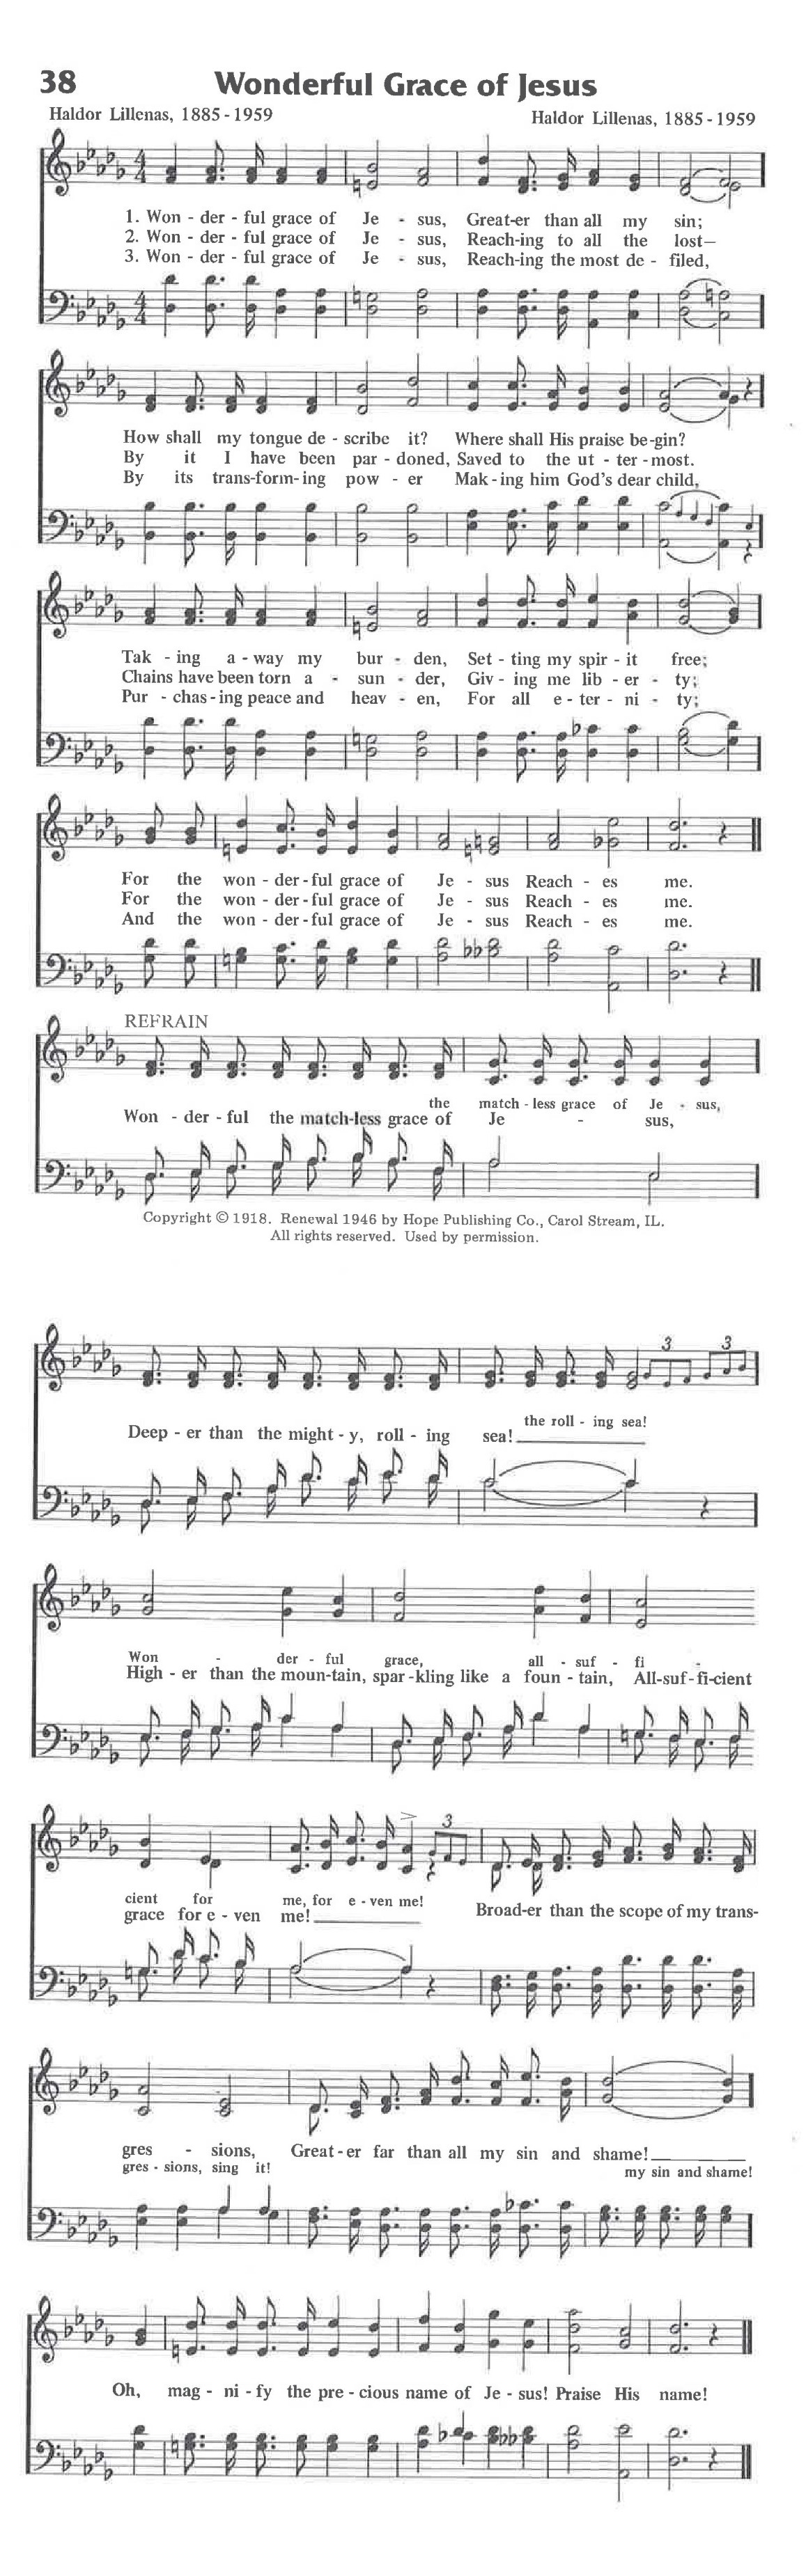 38 Wonderful Grace of Jesus
Haldor Lillenas, 1885-1959 Haldor Lillenas, 1885-1959
1. Won - der - ful grace of Je - sus, Great-er than all my sin;
2. Won - der - ful grace of Je - sus, Reach-ing to all the lost—
3. Won - der - ful grace of Je - sus, Reach-ing the most de - filed,
How shall my tongue de - scribe it? Where shall His praise be-gin?
By it I have been par - doned, Saved to the ut - ter - most.
By its trans-form-ing pow - er Mak-ing him God's dear child,
Tak - ing a - way my bur - den, Set - ting my spir - it free;
Chains have been torn a - sun - der, Giv - ing me lib - er - ty;
Pur - chas-ing peace and heav - en, For all e - ter - ni - ty;
For the won - der - ful grace of Je - sus Reach - es me.
For the won - der - ful grace of Je - sus Reach - es me.
And the won - der - ful grace of Je - sus Reach - es me.
REFRAIN
the match - less grace of Je - sus,
Won - der - ful the match-less grace of Je - sus,
Copyright © 1918. Renewal 1946 by Hope Publishing Co., Carol Stream, IL.
All rights reserved. Used by permission.
3 3
the roll - ing sea!
Deep - er than the might - y, roll - ing sea!
Won - der - ful grace, all - suf - fi -
High - er than the moun-tain, spar-kling like a foun - tain, All-suf-fi-cient
3
cient for me, for e - ven me!
grace for e - ven me! Broad-er than the scope of my trans-
gres - sions, Great-er far than all my sin and shame!
gres - sions, sing it! my sin and shame!
Oh, mag - ni - fy the pre - cious name of Je - sus! Praise His name!